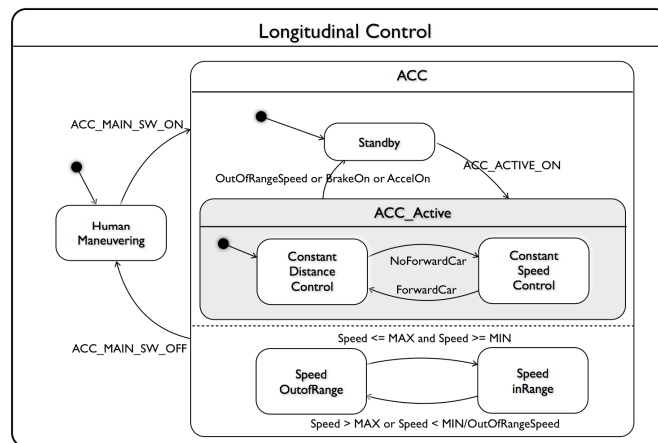 Longitudinal Control
ACC
ACC_MAIN_SW_ON
Standby
ACC_ACTIVE_ON
OutOfRangeSpeed or BrakeOn or AccelOn
ACC_Active
Human
Maneuvering
Constant
Distance
Control
NoForwardCar
ForwardCar
Constant
Speed
Control
ACC_MAIN_SW_OFF
Speed <= MAX and Speed >= MIN
Speed
OutofRange
Speed
inRange
Speed > MAX or Speed < MIN/OutOfRangeSpeed